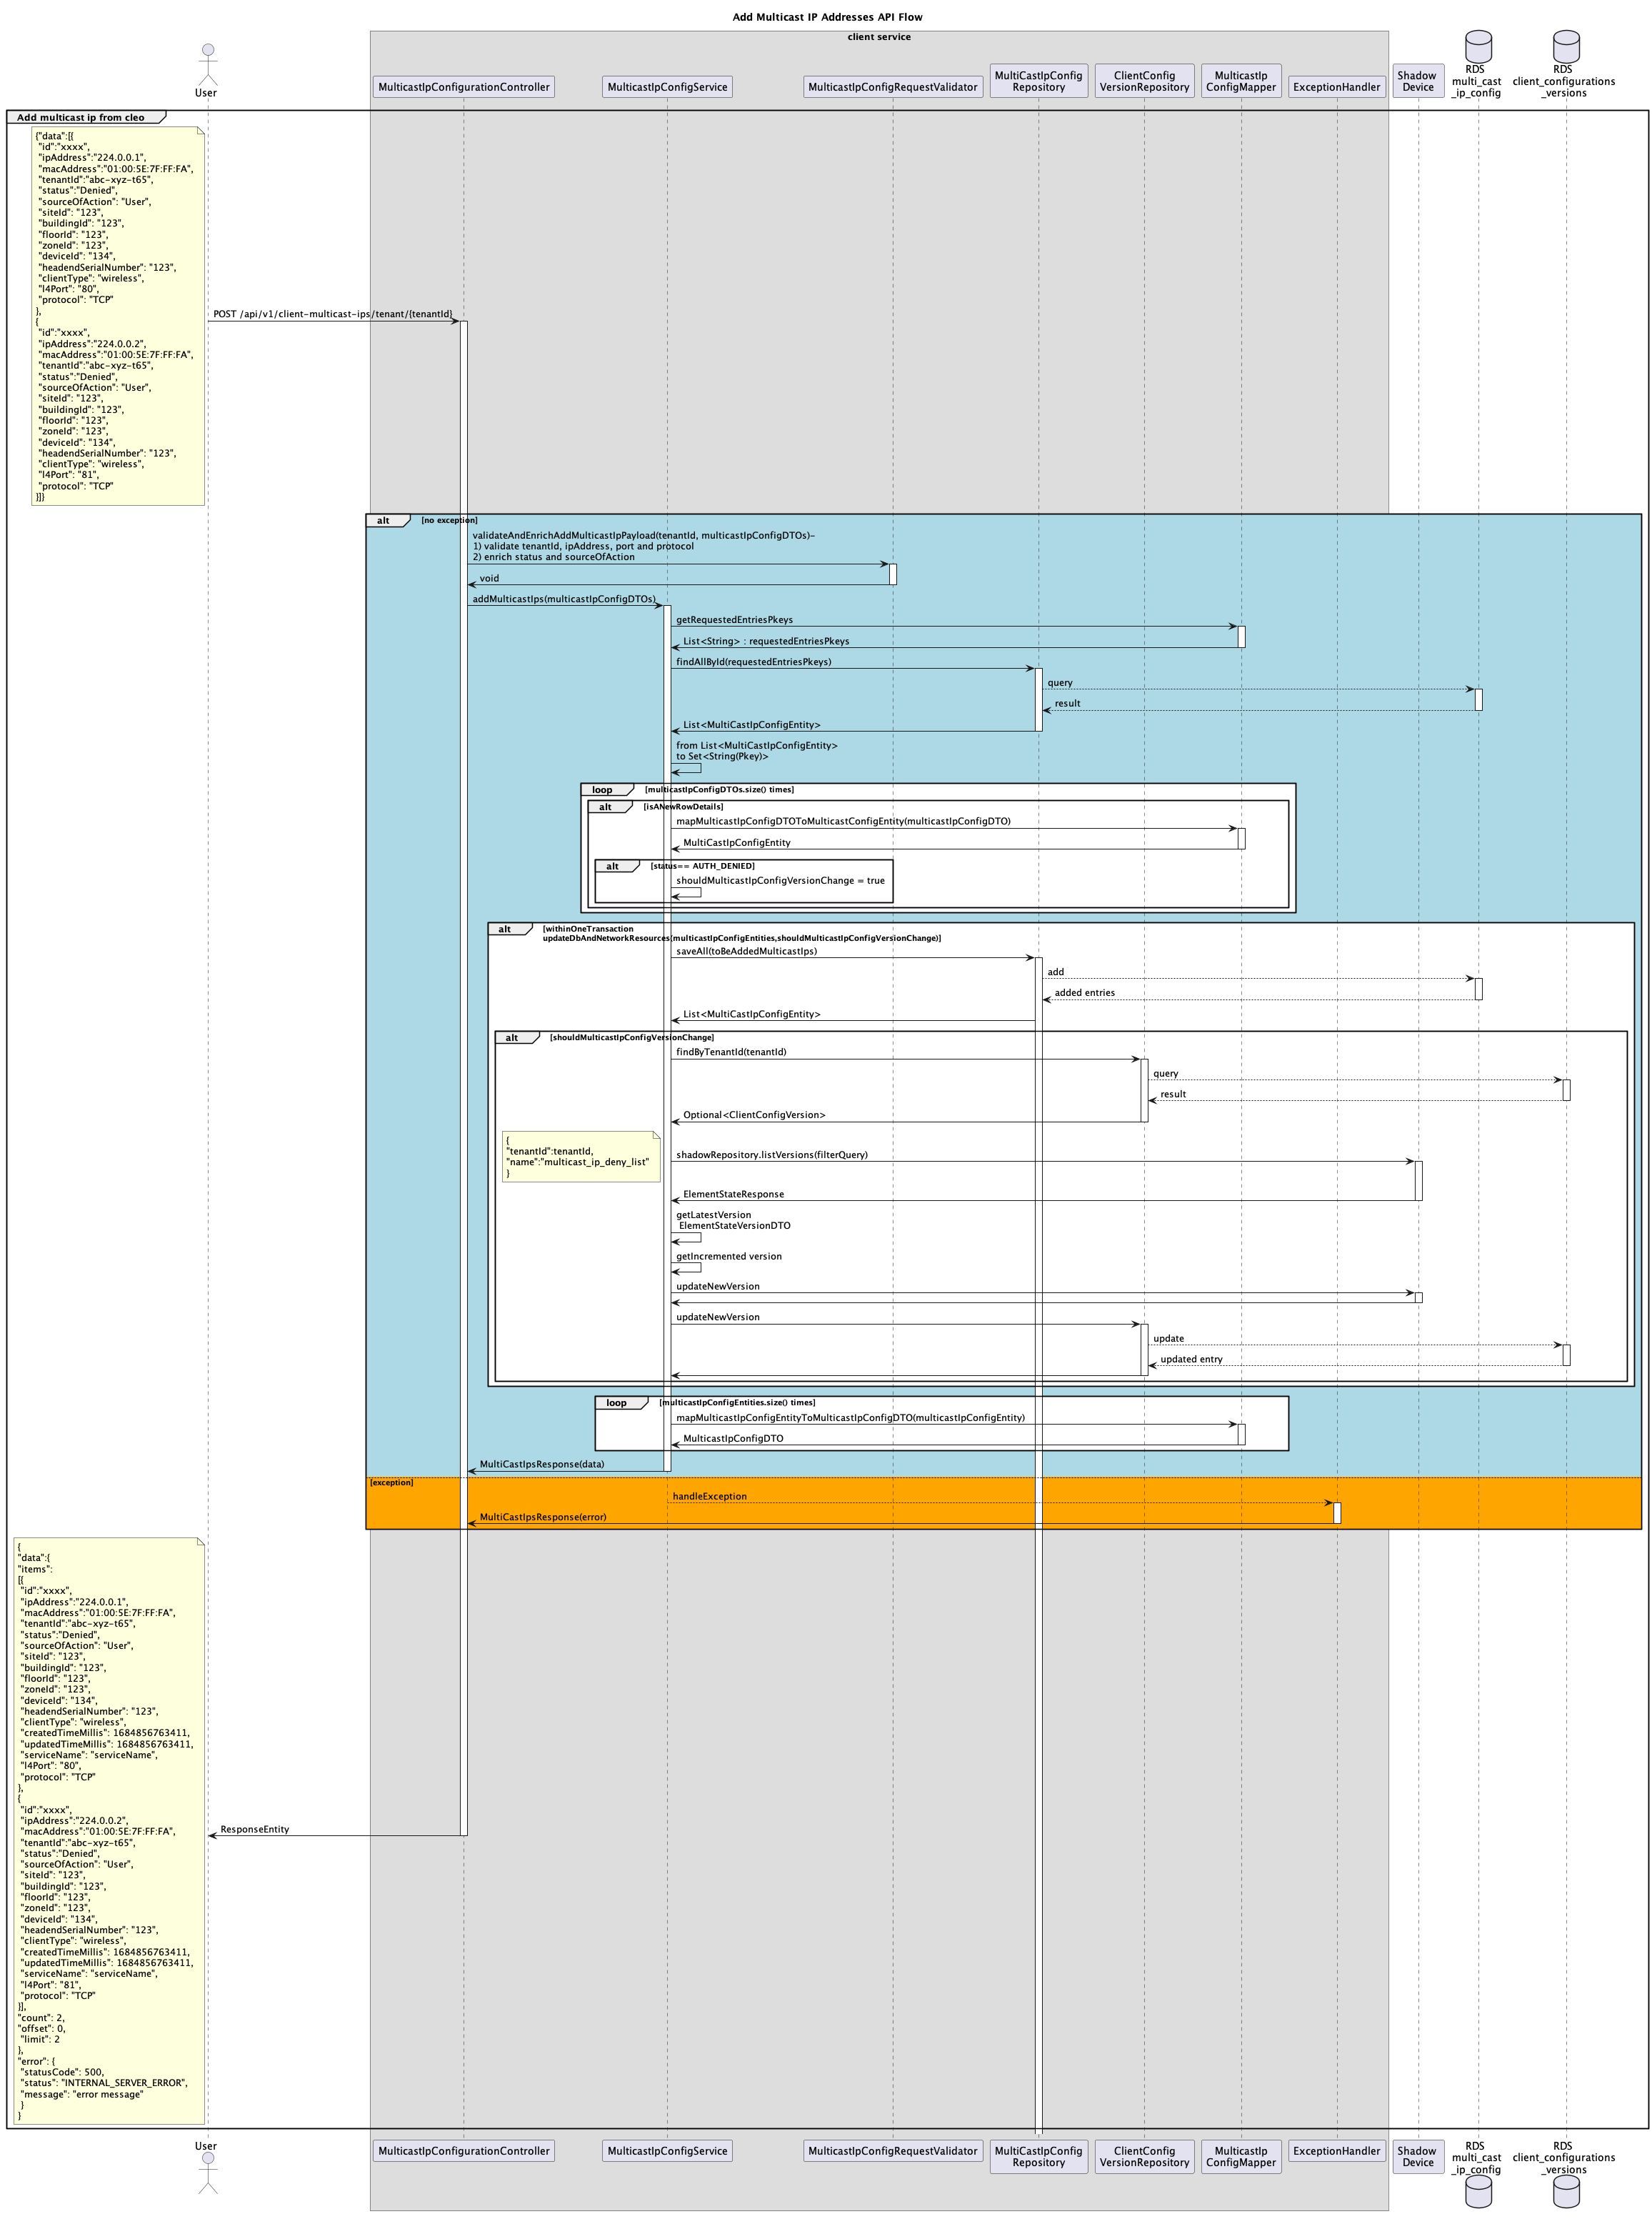 Add Multicast IP Addresses API Flow
client service
User
MulticastIpConfigurationController
MulticastIpConfigService
MulticastIpConfigRequestValidator
MultiCastIpConfig
Repository
ClientConfig
VersionRepository
MulticastIp
ConfigMapper
ExceptionHandler
Shadow
Device
RDS
multi_cast
_ip_config
RDS
client_configurations
_versions
Add multicast ip from cleo
{"data":[{
"id":"xxxx",
"ipAddress":"224.0.0.1",
"macAddress":"01:00:5E:7F:FF:FA",
"tenantId":"abc-xyz-t65",
"status":"Denied",
"sourceOfAction": "User",
"siteId": "123",
"buildingId": "123",
"floorId": "123",
"zoneId": "123",
"deviceId": "134",
"headendSerialNumber": "123",
"clientType": "wireless",
"l4Port": "80",
"protocol": "TCP"
},
{
"id":"xxxx",
"ipAddress":"224.0.0.2",
"macAddress":"01:00:5E:7F:FF:FA",
"tenantId":"abc-xyz-t65",
"status":"Denied",
"sourceOfAction": "User",
"siteId": "123",
"buildingId": "123",
"floorId": "123",
"zoneId": "123",
"deviceId": "134",
"headendSerialNumber": "123",
"clientType": "wireless",
"l4Port": "81",
"protocol": "TCP"
}]}
POST /api/v1/client-multicast-ips/tenant/{tenantId}
alt
[no exception]
validateAndEnrichAddMulticastIpPayload(tenantId, multicastIpConfigDTOs)-
1) validate tenantId, ipAddress, port and protocol
2) enrich status and sourceOfAction
void
addMulticastIps(multicastIpConfigDTOs)
getRequestedEntriesPkeys
List<String> : requestedEntriesPkeys
findAllById(requestedEntriesPkeys)
query
result
List<MultiCastIpConfigEntity>
from List<MultiCastIpConfigEntity>
to Set<String(Pkey)>
loop
[multicastIpConfigDTOs.size() times]
alt
[isANewRowDetails]
mapMulticastIpConfigDTOToMulticastConfigEntity(multicastIpConfigDTO)
MultiCastIpConfigEntity
alt
[status== AUTH_DENIED]
shouldMulticastIpConfigVersionChange = true
alt
[withinOneTransaction
updateDbAndNetworkResources(multicastIpConfigEntities,shouldMulticastIpConfigVersionChange)]
saveAll(toBeAddedMulticastIps)
add
added entries
List<MultiCastIpConfigEntity>
alt
[shouldMulticastIpConfigVersionChange]
findByTenantId(tenantId)
query
result
Optional<ClientConfigVersion>
{
"tenantId":tenantId,
"name":"multicast_ip_deny_list"
}
shadowRepository.listVersions(filterQuery)
ElementStateResponse
getLatestVersion
ElementStateVersionDTO
getIncremented version
updateNewVersion
updateNewVersion
update
updated entry
loop
[multicastIpConfigEntities.size() times]
mapMulticastIpConfigEntityToMulticastIpConfigDTO(multicastIpConfigEntity)
MulticastIpConfigDTO
MultiCastIpsResponse(data)
[exception]
handleException
MultiCastIpsResponse(error)
{
"data":{
"items":
[{
"id":"xxxx",
"ipAddress":"224.0.0.1",
"macAddress":"01:00:5E:7F:FF:FA",
"tenantId":"abc-xyz-t65",
"status":"Denied",
"sourceOfAction": "User",
"siteId": "123",
"buildingId": "123",
"floorId": "123",
"zoneId": "123",
"deviceId": "134",
"headendSerialNumber": "123",
"clientType": "wireless",
"createdTimeMillis": 1684856763411,
"updatedTimeMillis": 1684856763411,
"serviceName": "serviceName",
"l4Port": "80",
"protocol": "TCP"
},
{
"id":"xxxx",
"ipAddress":"224.0.0.2",
"macAddress":"01:00:5E:7F:FF:FA",
"tenantId":"abc-xyz-t65",
"status":"Denied",
"sourceOfAction": "User",
"siteId": "123",
"buildingId": "123",
"floorId": "123",
"zoneId": "123",
"deviceId": "134",
"headendSerialNumber": "123",
"clientType": "wireless",
"createdTimeMillis": 1684856763411,
"updatedTimeMillis": 1684856763411,
"serviceName": "serviceName",
"l4Port": "81",
"protocol": "TCP"
}],
"count": 2,
"offset": 0,
"limit": 2
},
"error": {
"statusCode": 500,
"status": "INTERNAL_SERVER_ERROR",
"message": "error message"
}
}
ResponseEntity
User
MulticastIpConfigurationController
MulticastIpConfigService
MulticastIpConfigRequestValidator
MultiCastIpConfig
Repository
ClientConfig
VersionRepository
MulticastIp
ConfigMapper
ExceptionHandler
Shadow
Device
RDS
multi_cast
_ip_config
RDS
client_configurations
_versions